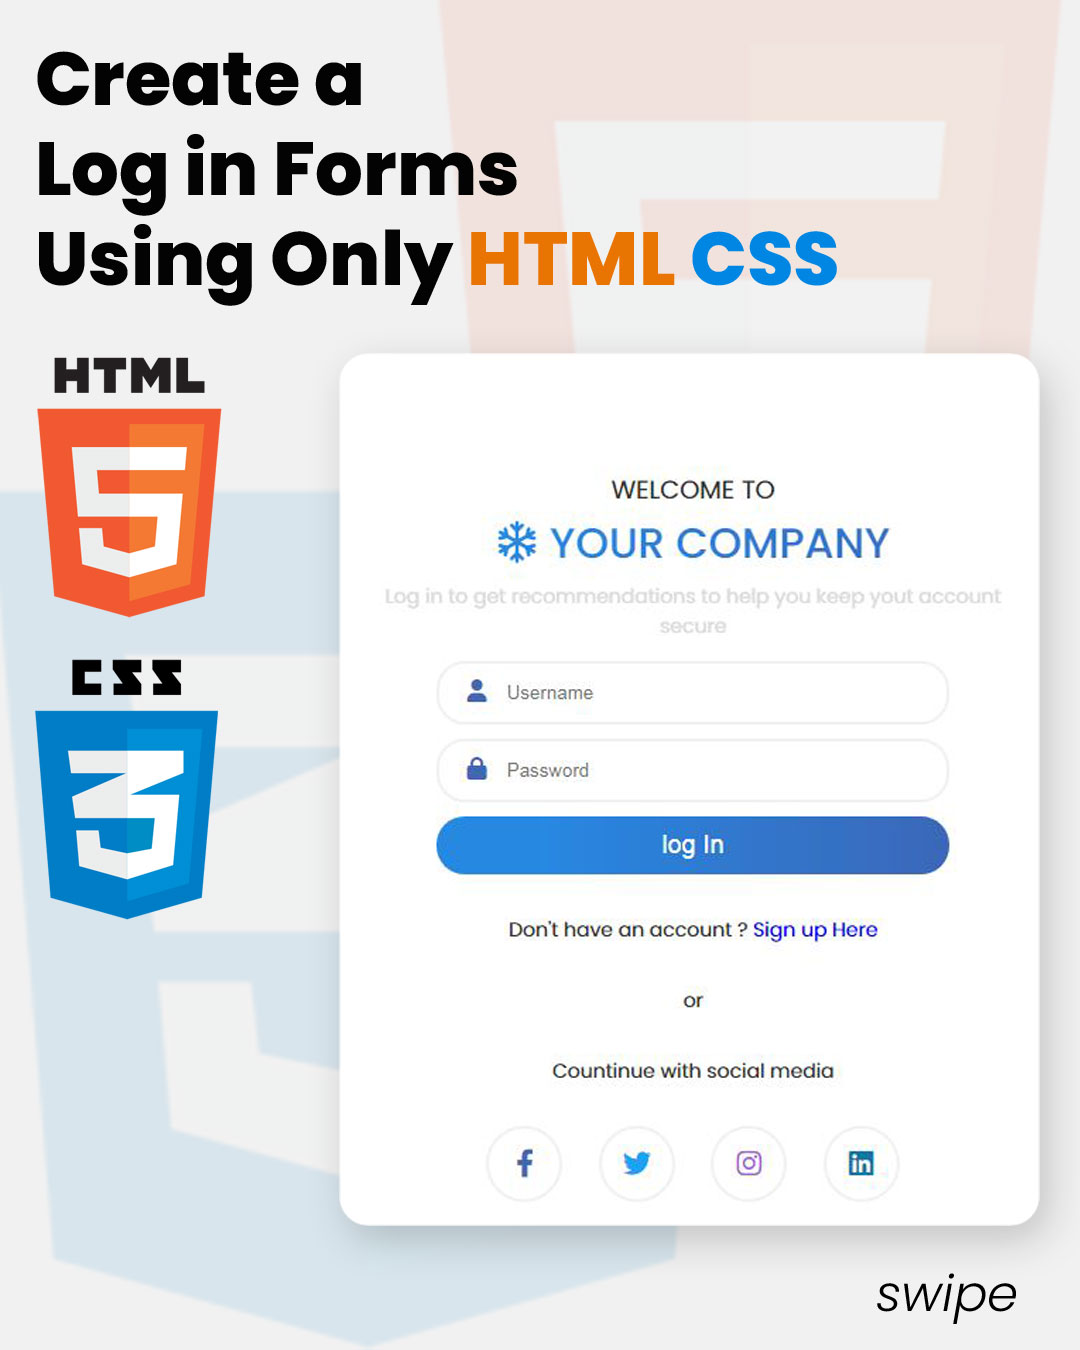 Create a
Log in Forms
Using Only HTML CSS
HTML
5
CSS
3
WELCOME TO
YOUR COMPANY
Log in to get recommendations to help you keep yout account
secure
Username
Password
log In
Don't have an account ? Sign up Here
or
Countinue with social media
f
in
swipe